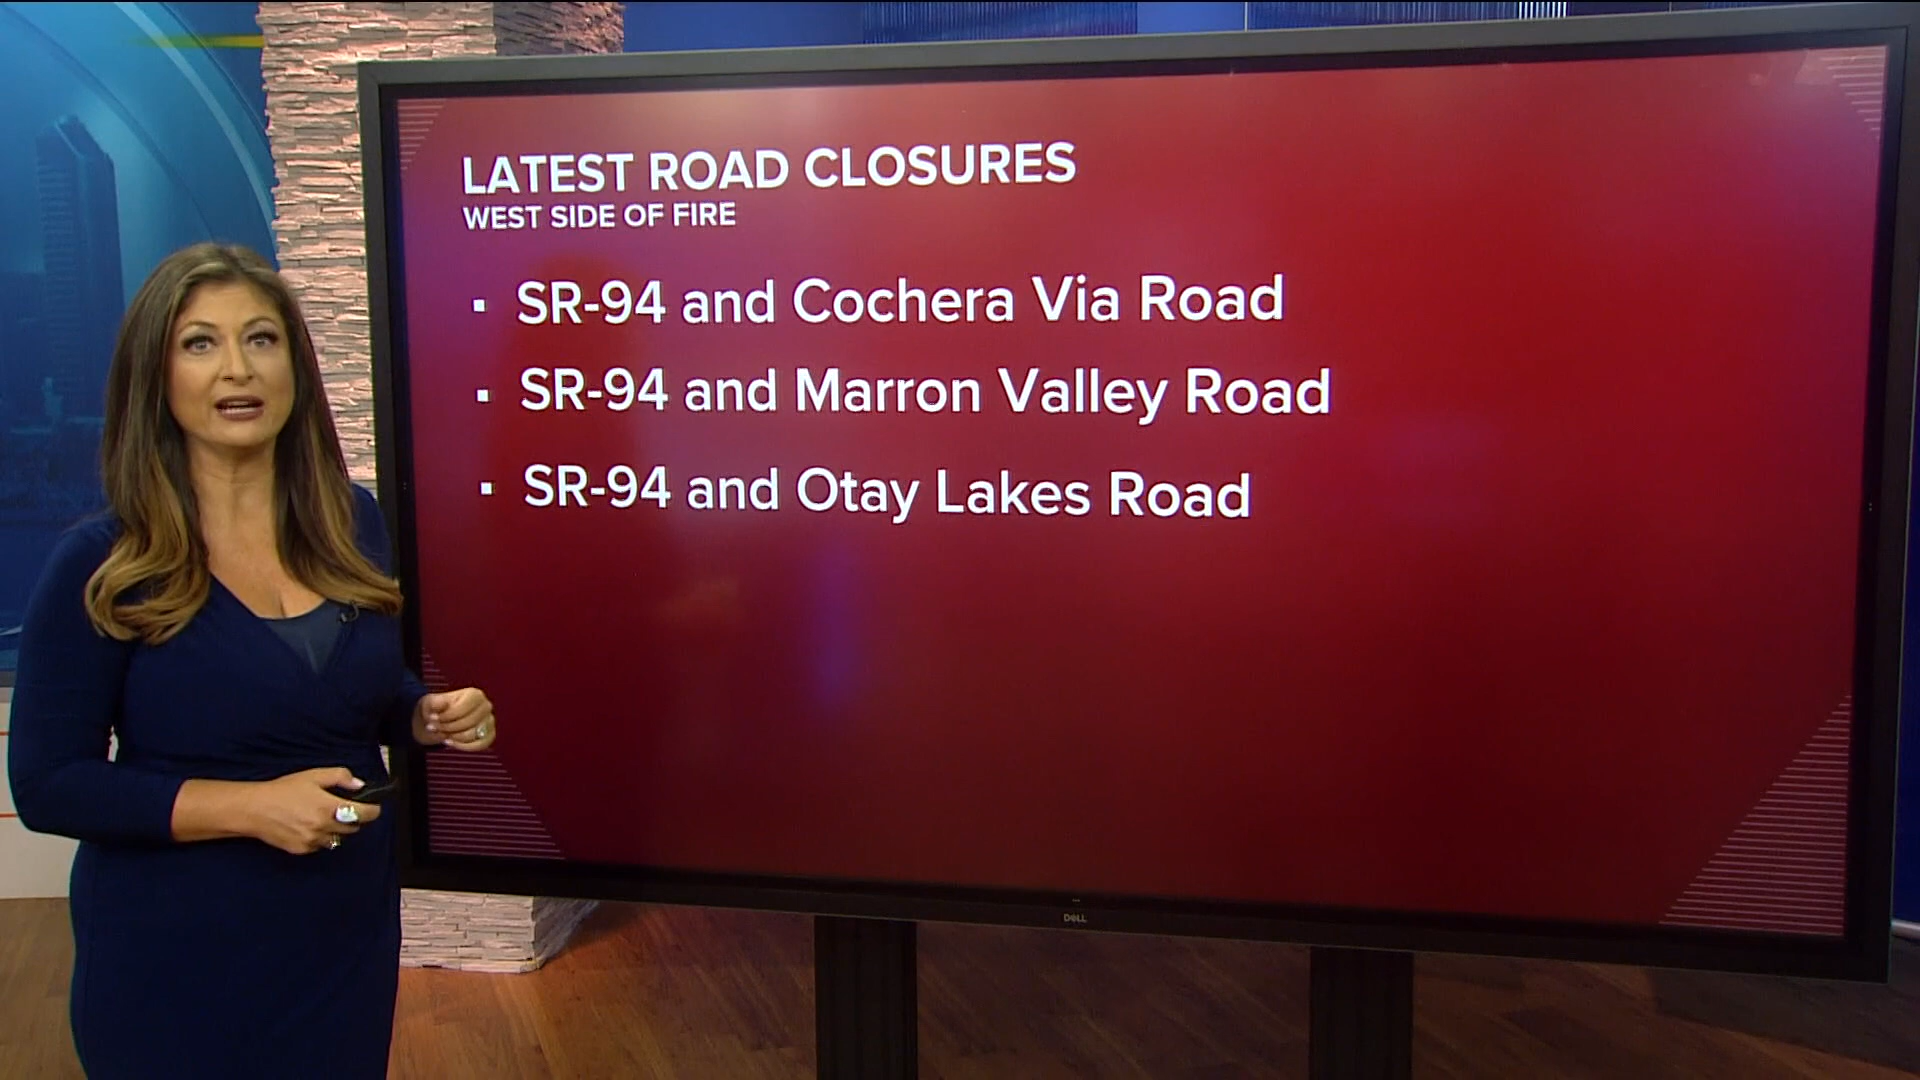 LATEST ROAD CLOSURES
WEST SIDE OF FIRE
▪ SR-94 and Cochera Via Road
▪ SR-94 and Marron Valley Road
▪ SR-94 and Otay Lakes Road
DELL